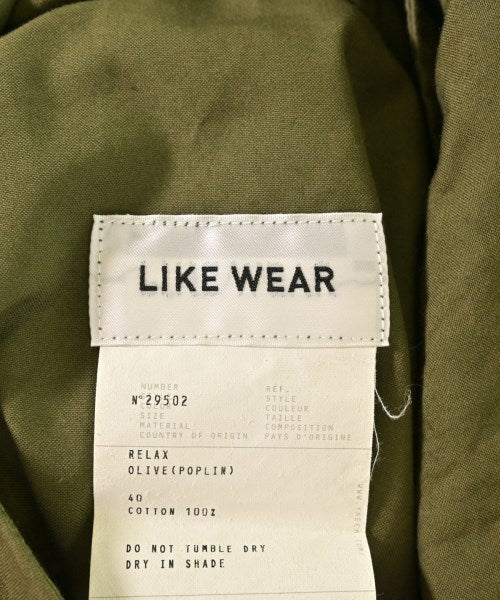 LIKE WEAR
NUMBER RÉF.
N°29502 STYLE
COLOR COULEUR
SIZE TAILLE
MATERIAL COMPOSITION
COUNTRY OF ORIGIN PAYS D'ORIGINE
RELAX
OLIVE(POPLIN)
40
COTTON 100%
DO NOT TUMBLE DRY
DRY IN SHADE